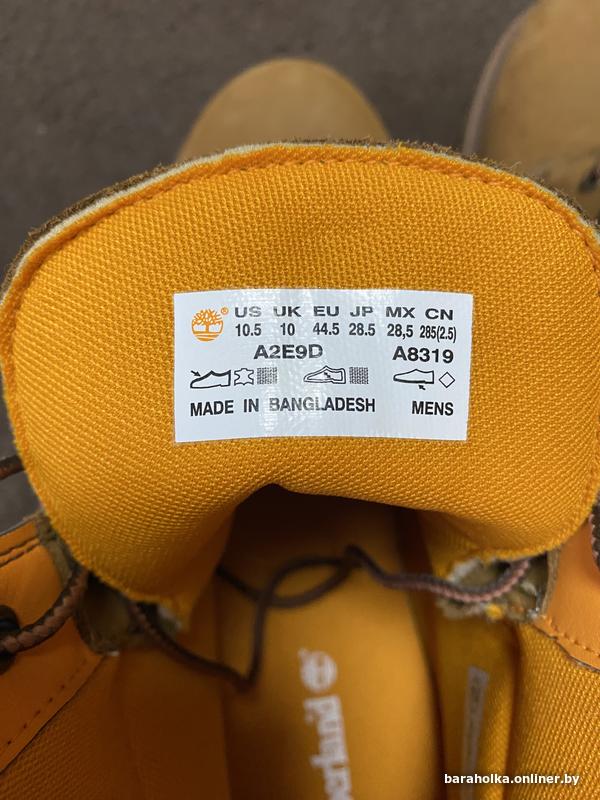 ® US UK EU JP MX CN
10.5 10 44.5 28.5 28,5 285(2.5)
A2E9D A8319
MADE IN BANGLADESH MENS
baraholka.onliner.by